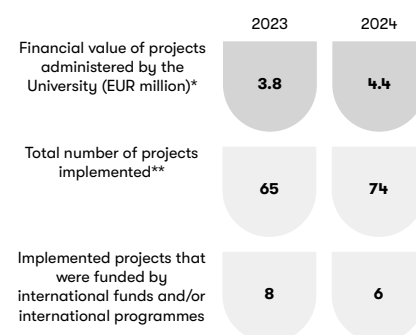 2023 2024
Financial value of projects
administered by the
University (EUR million)*
3.8 4.4
Total number of projects
implemented**
65 74
Implemented projects that
were funded by
international funds and/or
international programmes
8 6